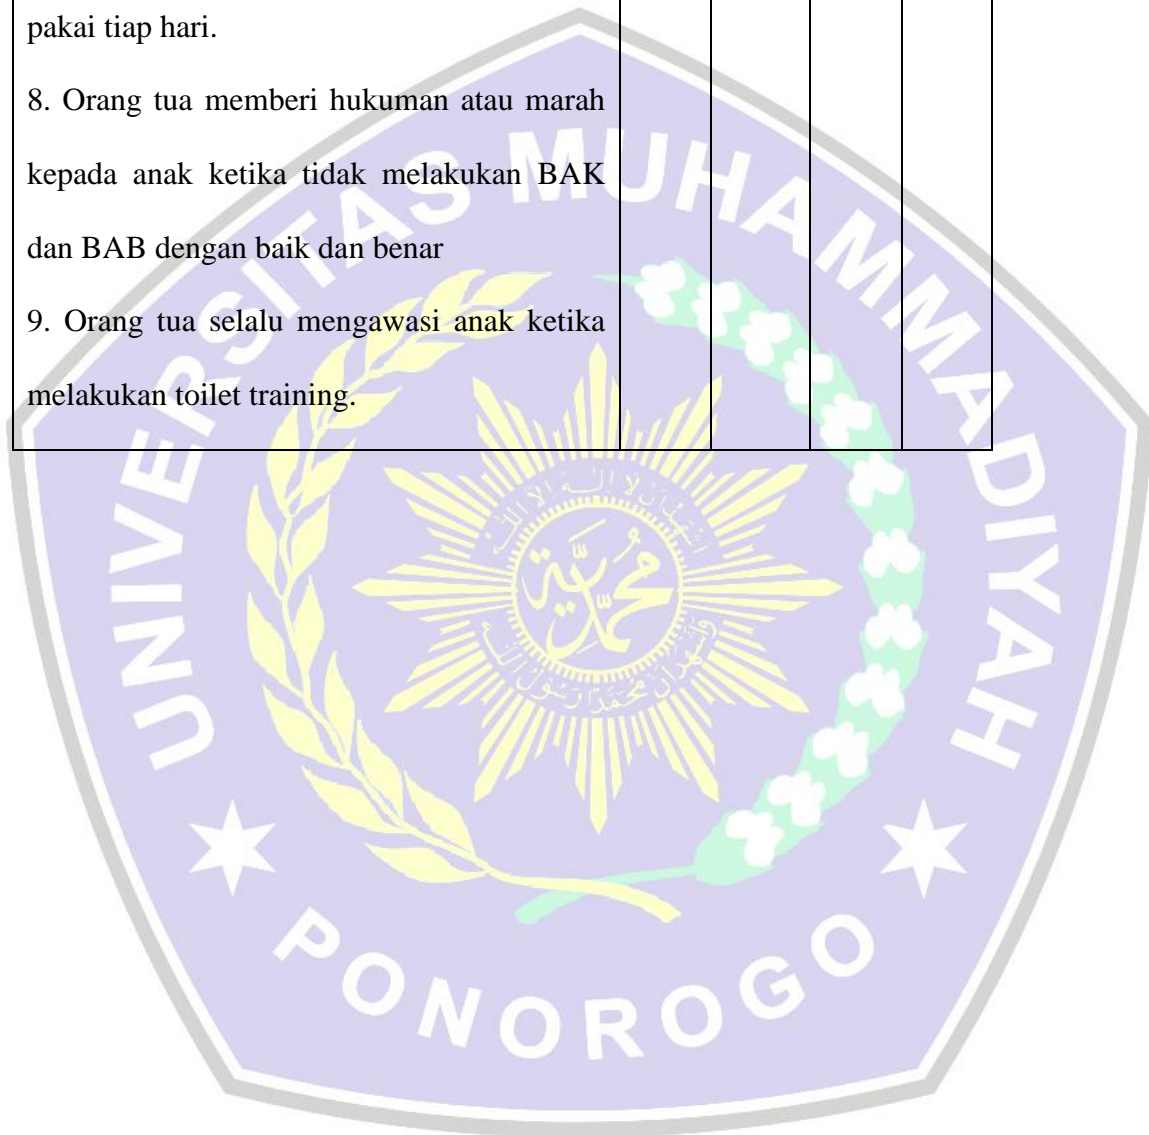 pakai tiap hari.
8. Orang tua memberi hukuman atau marah
kepada anak ketika tidak melakukan BAK
dan BAB dengan baik dan benar
9. Orang tua selalu mengawasi anak ketika
melakukan toilet training.
UNIVERSITAS MUHAMMADIYAH
محمدية
PONOROGO